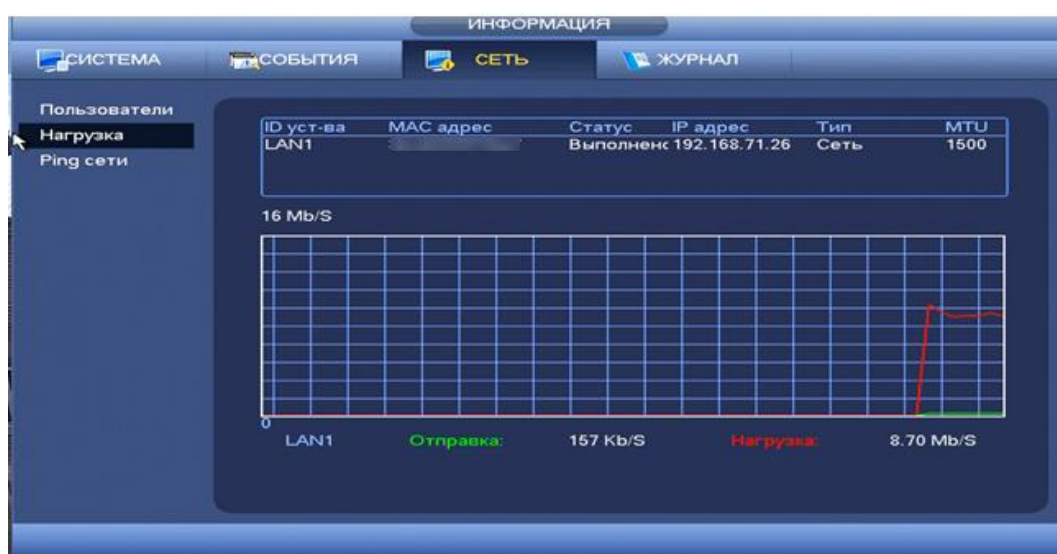 ИНФОРМАЦИЯ
СИСТЕМА СОБЫТИЯ СЕТЬ ЖУРНАЛ
Пользователи
Нагрузка
Ping сети
ID уст-ва MAC адрес Статус IP адрес Тип MTU
LAN1 Выполненс 192.168.71.26 Сеть 1500
16 Mb/S
0
LAN1 Отправка: 157 Kb/S Нагрузка: 8.70 Mb/S